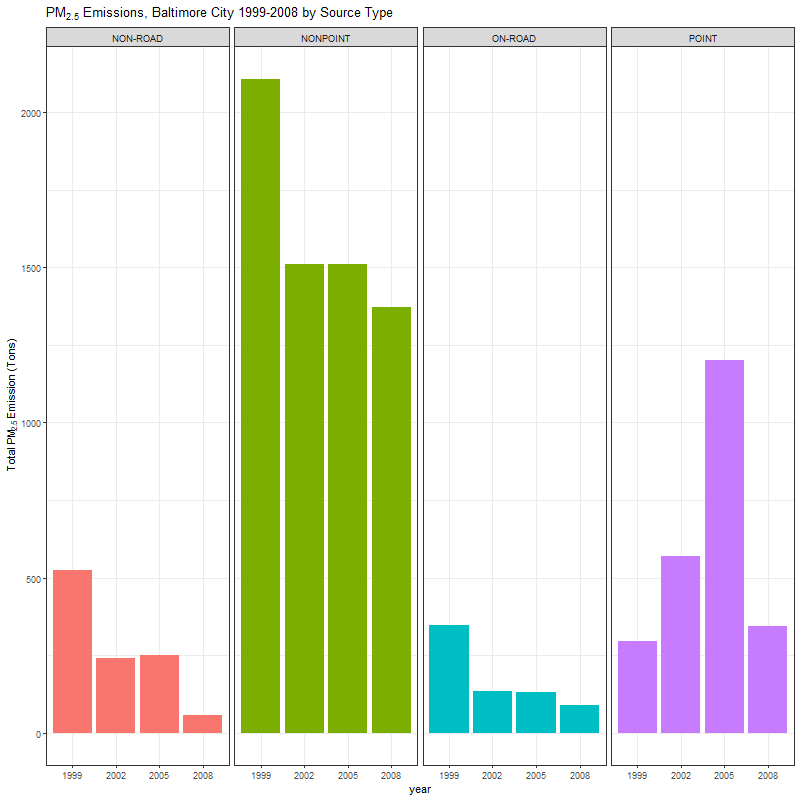 PM2.5 Emissions, Baltimore City 1999-2008 by Source Type
NON-ROAD
NONPOINT
ON-ROAD
POINT
Total PM2.5 Emission (Tons)
2000
1500
1000
500
0
1999 2002 2005 2008
1999 2002 2005 2008
1999 2002 2005 2008
1999 2002 2005 2008
year